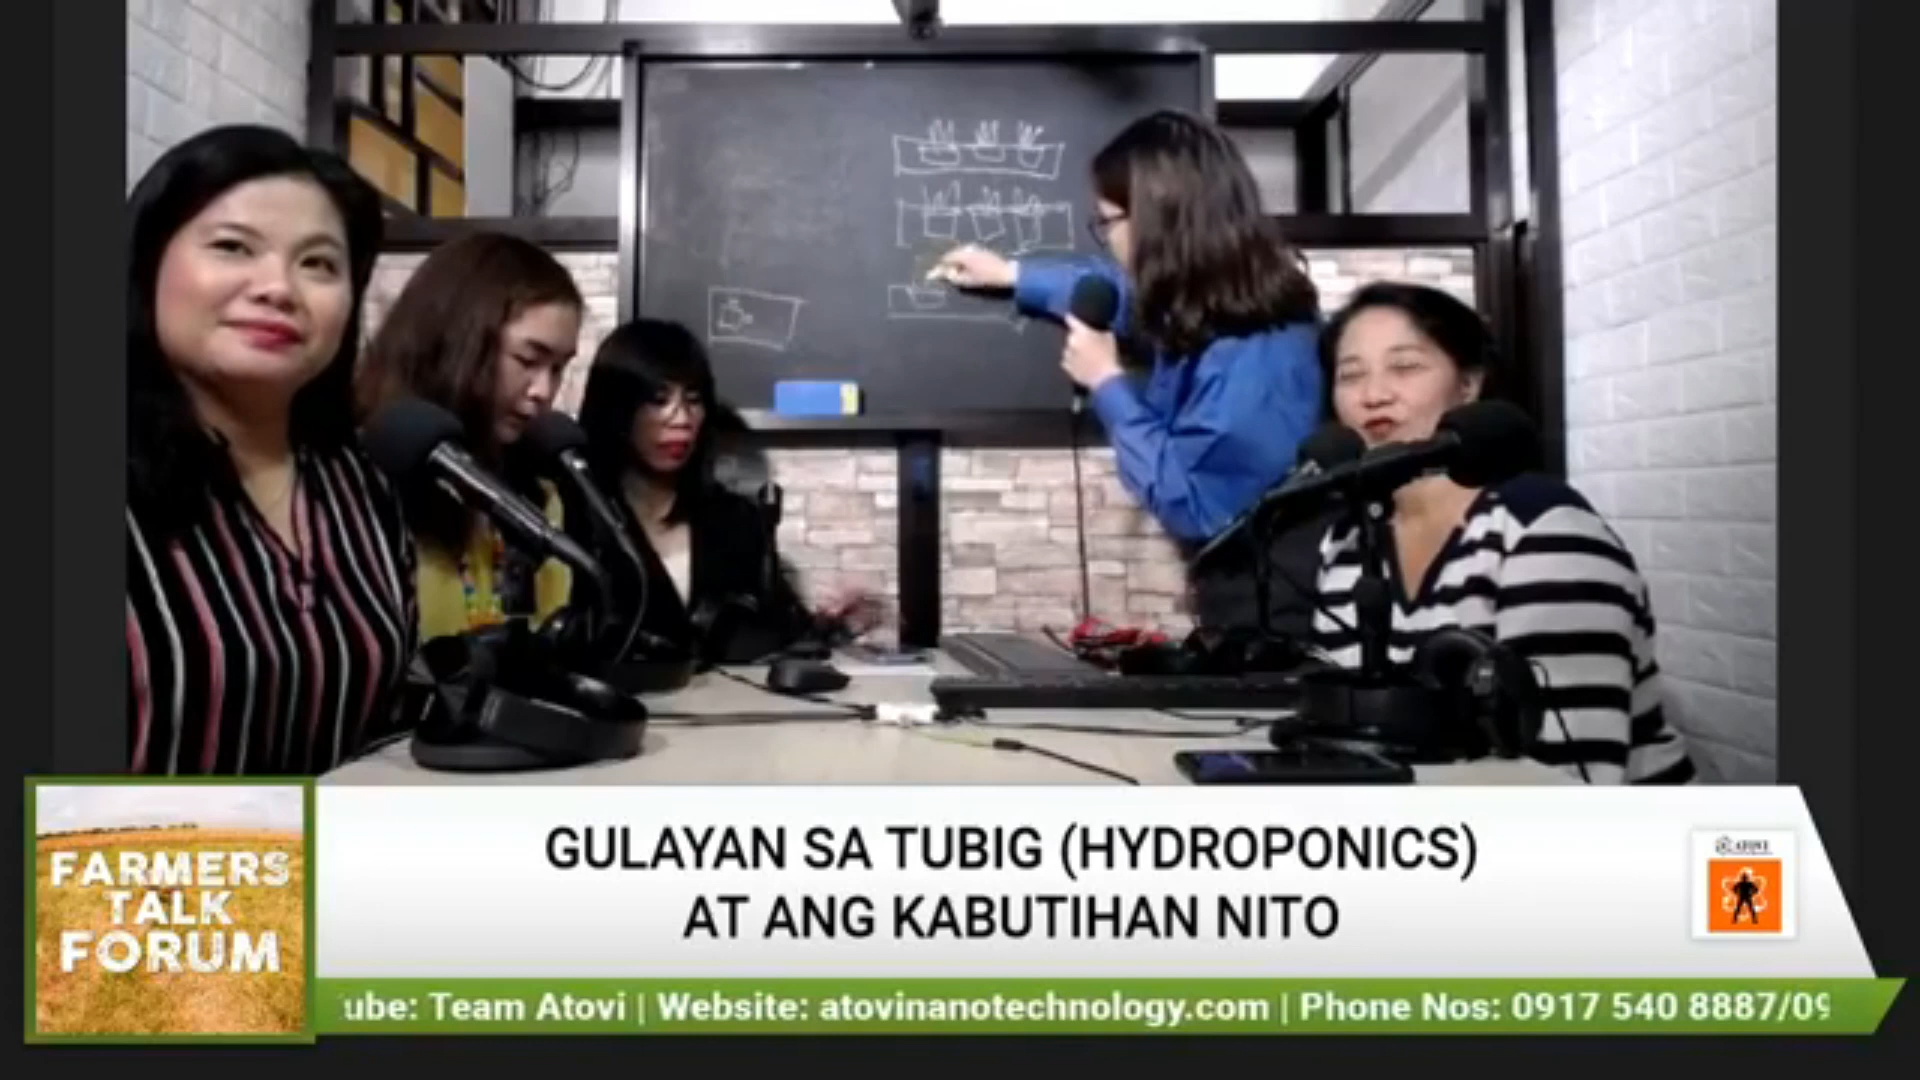 GULAYAN SA TUBIG (HYDROPONICS)
AT ANG KABUTIHAN NITO
FARMERS
TALK
FORUM
ATOVI
ube: Team Atovi | Website: atovinanotechnology.com | Phone Nos: 0917 540 8887/09